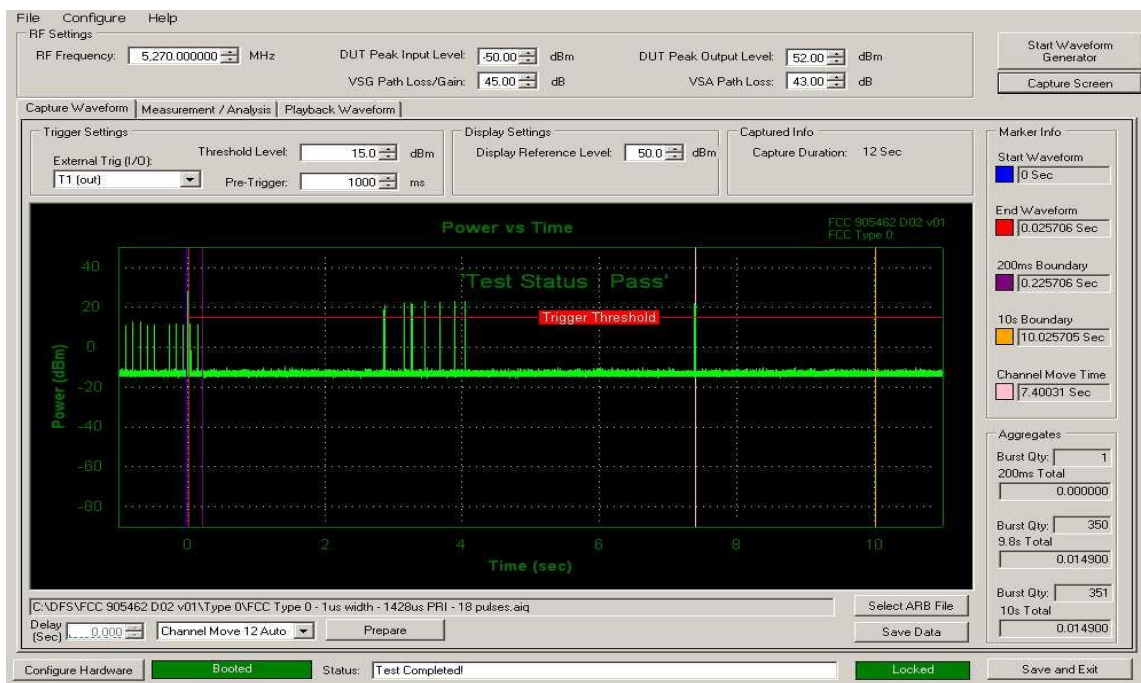 File Configure Help
RF Settings
RF Frequency: 5,270.000000 MHz
DUT Peak Input Level: -50.00 dBm
DUT Peak Output Level: 52.00 dBm
VSG Path Loss/Gain: 45.00 dB
VSA Path Loss: 43.00 dB
Start Waveform
Generator
Capture Screen
Capture Waveform Measurement / Analysis Playback Waveform
Trigger Settings
External Trig (I/O):
T1 (out)
Threshold Level: 15.0 dBm
Pre-Trigger: 1000 ms
Display Settings
Display Reference Level: 50.0 dBm
Captured Info
Capture Duration: 12 Sec
Power vs Time
FCC 905462 D02 v01
FCC Type 0
'Test Status : Pass'
Trigger Threshold
Power (dBm)
40
20
0
-20
-40
-60
-80
0 2 4 6 8 10
Time (sec)
Marker Info
Start Waveform
0 Sec
End Waveform
0.025706 Sec
200ms Boundary
0.225706 Sec
10s Boundary
10.025705 Sec
Channel Move Time
7.40031 Sec
Aggregates
Burst Qty: 1
200ms Total
0.000000
Burst Qty: 350
9.8s Total
0.014900
Burst Qty: 351
10s Total
0.014900
C:\DFS\FCC 905462 D02 v01\Type 0\FCC Type 0 - 1us width - 1428us PRI - 18 pulses.aiq
Select ARB File
Delay
(Sec) 0.000
Channel Move 12 Auto
Prepare
Save Data
Configure Hardware
Booted
Status: Test Completed!
Locked
Save and Exit